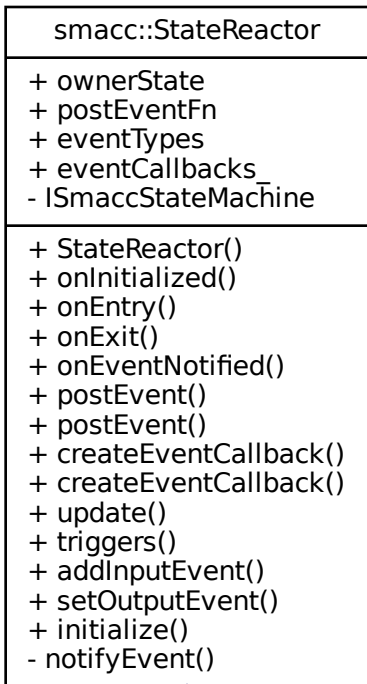 smacc::StateReactor
+ ownerState
+ postEventFn
+ eventTypes
+ eventCallbacks_
- ISmaccStateMachine
+ StateReactor()
+ onInitialized()
+ onEntry()
+ onExit()
+ onEventNotified()
+ postEvent()
+ postEvent()
+ createEventCallback()
+ createEventCallback()
+ update()
+ triggers()
+ addInputEvent()
+ setOutputEvent()
+ initialize()
- notifyEvent()